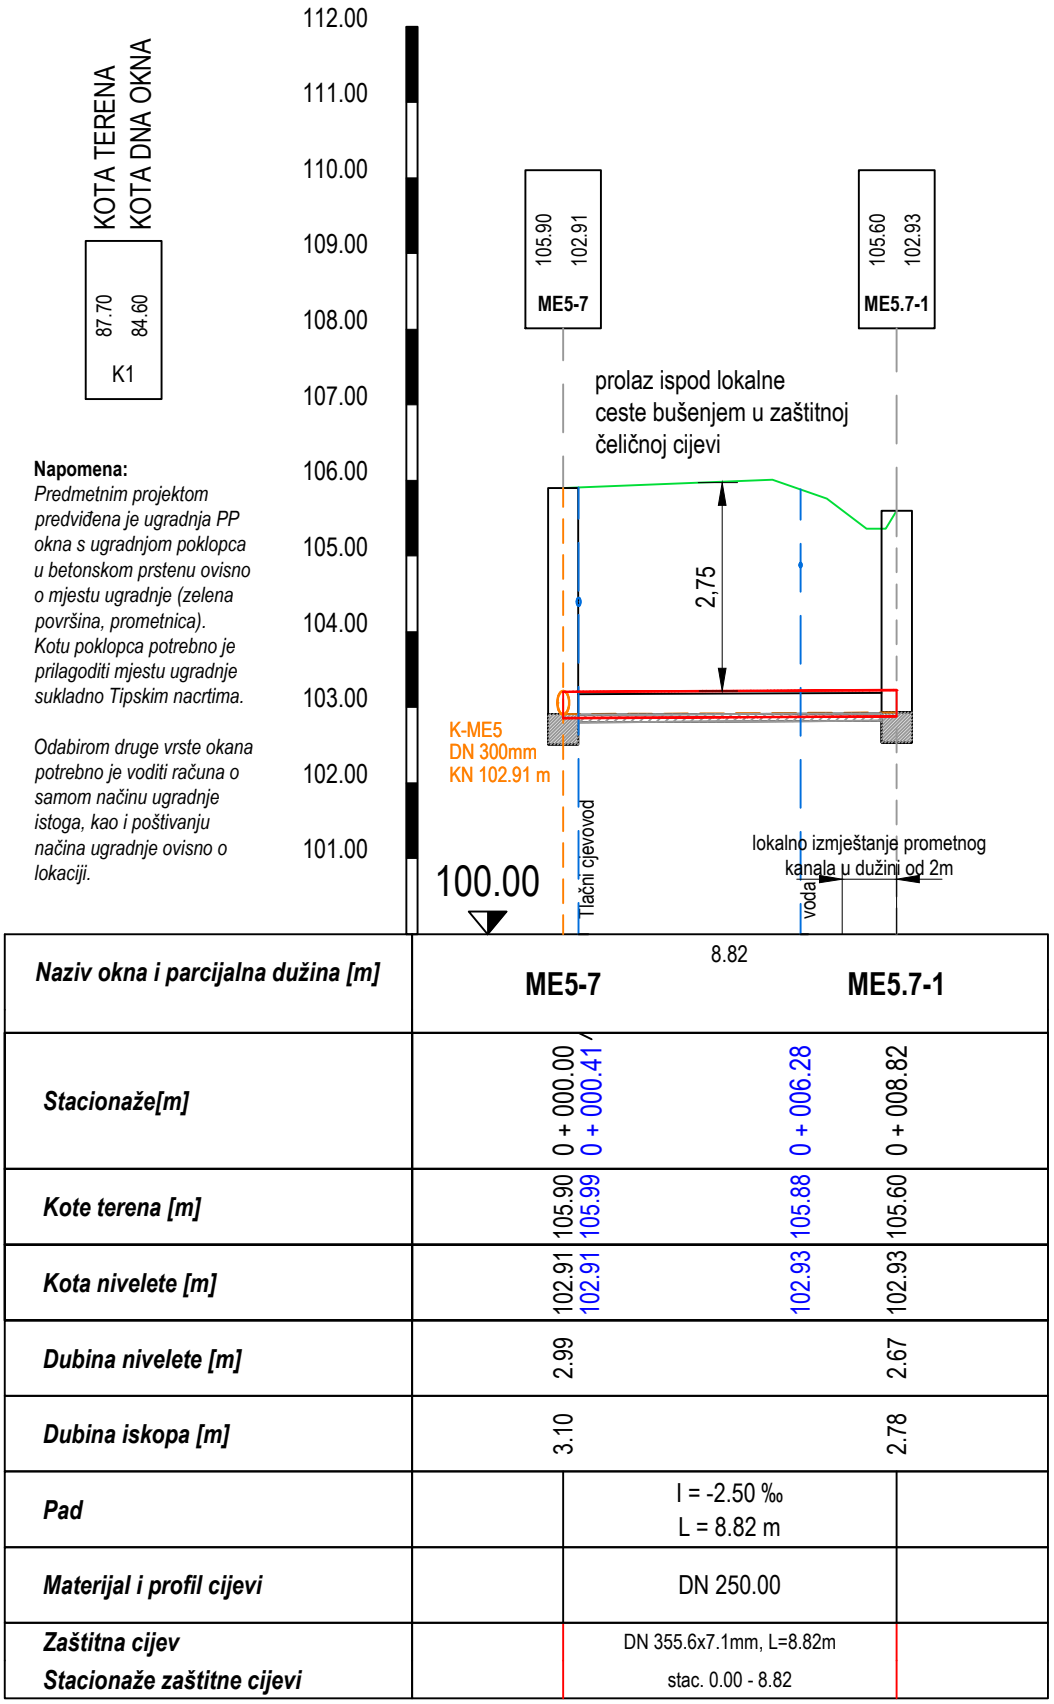 112.00
111.00
110.00
109.00
108.00
107.00
106.00
105.00
104.00
103.00
102.00
101.00
100.00
KOTA TERENA
KOTA DNA OKNA
87.70
84.60
K1
105.90
102.91
ME5-7
105.60
102.93
ME5.7-1
prolaz ispod lokalne
ceste bušenjem u zaštitnoj
čeličnoj cijevi
Napomena:
Predmetnim projektom
predviđena je ugradnja PP
okna s ugradnjom poklopca
u betonskom prstenu ovisno
o mjestu ugradnje (zelena
površina, prometnica).
Kotu poklopca potrebno je
prilagoditi mjestu ugradnje
sukladno Tipskim nacrtima.
Odabirom druge vrste okana
potrebno je voditi računa o
samom načinu ugradnje
istoga, kao i poštivanju
načina ugradnje ovisno o
lokaciji.
2,75
K-ME5
DN 300mm
KN 102.91 m
Tlačni cjevovod
voda
lokalno izmještanje prometnog
kanala u dužini od 2m
Naziv okna i parcijalna dužina [m]
8.82
ME5-7
ME5.7-1
Stacionaže[m]
0 + 000.00
0 + 000.41
0 + 006.28
0 + 008.82
Kote terena [m]
105.90
105.99
105.88
105.60
Kota nivelete [m]
102.91
102.91
102.93
102.93
Dubina nivelete [m]
2.99
2.67
Dubina iskopa [m]
3.10
2.78
Pad
I = -2.50 ‰
L = 8.82 m
Materijal i profil cijevi
DN 250.00
Zaštitna cijev
DN 355.6x7.1mm, L=8.82m
Stacionaže zaštitne cijevi
stac. 0.00 - 8.82